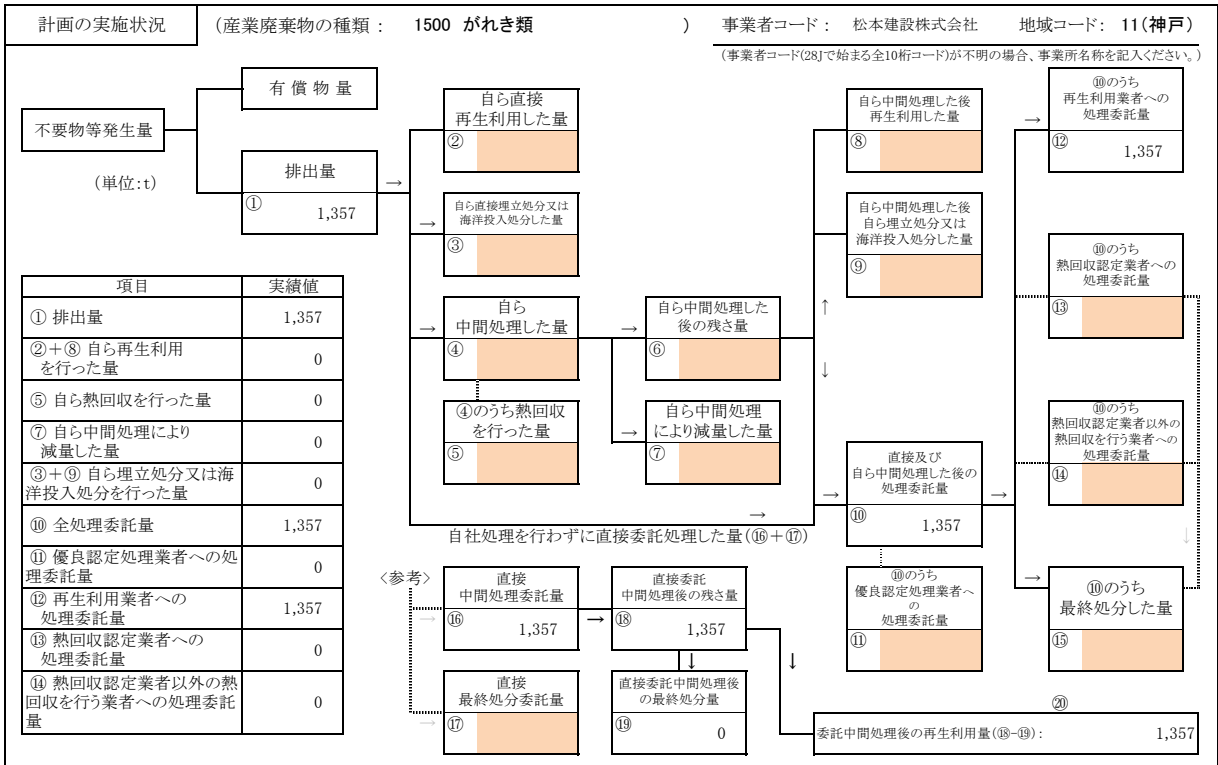 計画の実施状況 (産業廃棄物の種類： 1500 がれき類 ) 事業者コード： 松本建設株式会社 地域コード： 11(神戸)
(事業者コード(28Jで始まる全10桁コード)が不明の場合、事業所名称を記入ください。)
不要物等発生量
(単位:t)
有償物量
排出量
① 1,357
→
自ら直接
再生利用した量
②
→
自ら直接埋立処分又は
海洋投入処分した量
③
→
自ら
中間処理した量
④
④のうち熱回収
を行った量
⑤
→
自ら中間処理した
後の残さ量
⑥
→
自ら中間処理
により減量した量
⑦
自ら中間処理した後
再生利用した量
⑧
自ら中間処理した後
自ら埋立処分又は
海洋投入処分した量
⑨
↑
↓
→
直接及び
自ら中間処理した後の
処理委託量
⑩ 1,357
⑩のうち
優良認定処理業者へ
の
処理委託量
⑪
→
→
⑩のうち
再生利用業者への
処理委託量
⑫ 1,357
⑩のうち
熱回収認定業者への
処理委託量
⑬
⑩のうち
熱回収認定業者以外の
熱回収を行う業者への
処理委託量
⑭
↓
→
⑩のうち
最終処分した量
⑮
→
自社処理を行わずに直接委託処理した量(⑯＋⑰)
項目 実績値
① 排出量 1,357
②＋⑧ 自ら再生利用
を行った量 0
⑤ 自ら熱回収を行った量 0
⑦ 自ら中間処理により
減量した量 0
③＋⑨ 自ら埋立処分又は海
洋投入処分を行った量 0
⑩ 全処理委託量 1,357
⑪ 優良認定処理業者への処
理委託量 0
⑫ 再生利用業者への
処理委託量 1,357
⑬ 熱回収認定業者への
処理委託量 0
⑭ 熱回収認定業者以外の熱
回収を行う業者への処理委託
量 0
〈参考〉
→
直接
中間処理委託量
⑯ 1,357
→
直接委託
中間処理後の残さ量
⑱ 1,357
↓
↓
→
直接
最終処分委託量
⑰
直接委託中間処理後
の最終処分量
⑲ 0
⑳
委託中間処理後の再生利用量(⑱-⑲)： 1,357